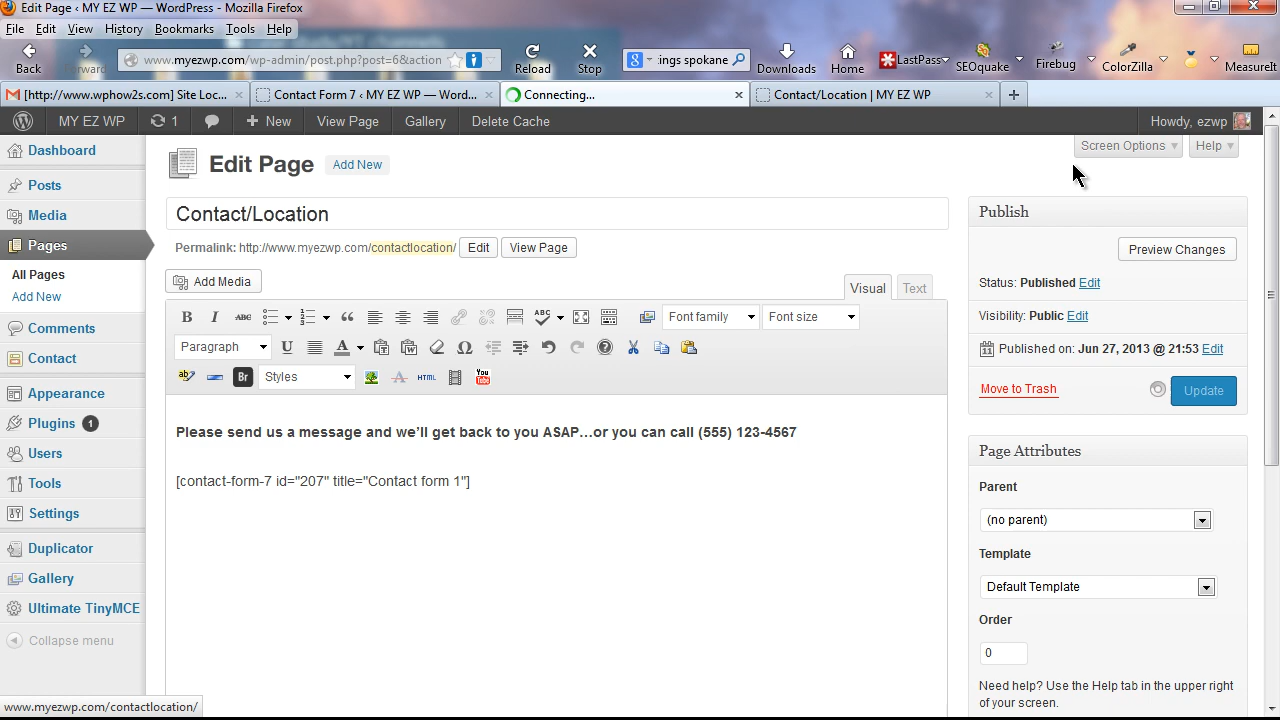 Edit Page ‹ MY EZ WP — WordPress - Mozilla Firefox
File Edit View History Bookmarks Tools Help
Back Forward www.myezwp.com/wp-admin/post.php?post=6&action Reload Stop ings spokane Downloads Home LastPass SEOquake Firebug ColorZilla MeasureIt
[http://www.wphow2s.com] Site Loc... Contact Form 7 ‹ MY EZ WP — Word... Connecting... Contact/Location | MY EZ WP
MY EZ WP 1 New View Page Gallery Delete Cache Howdy, ezwp
Screen Options Help
Dashboard
Posts
Media
Pages
All Pages
Add New
Comments
Contact
Appearance
Plugins 1
Users
Tools
Settings
Duplicator
Gallery
Ultimate TinyMCE
Collapse menu
Edit Page Add New
Contact/Location
Permalink: http://www.myezwp.com/contactlocation/ Edit View Page
Add Media
Visual Text
B I ABC ABC Font family Font size
Paragraph U A
Br Styles A HTML You Tube
Please send us a message and we’ll get back to you ASAP…or you can call (555) 123-4567
[contact-form-7 id="207" title="Contact form 1"]
Publish
Preview Changes
Status: Published Edit
Visibility: Public Edit
Published on: Jun 27, 2013 @ 21:53 Edit
Move to Trash Update
Page Attributes
Parent
(no parent)
Template
Default Template
Order
0
Need help? Use the Help tab in the upper right
of your screen.
www.myezwp.com/contactlocation/